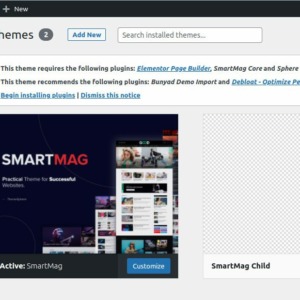 New
hemes 2 Add New Search installed themes...
This theme requires the following plugins: Elementor Page Builder, SmartMag Core and Sphere
This theme recommends the following plugins: Bunyad Demo Import and Debloat - Optimize Pe
Begin installing plugins | Dismiss this notice
SMARTMAG
Practical Theme for Successful
Websites.
Active: SmartMag Customize
SmartMag Child